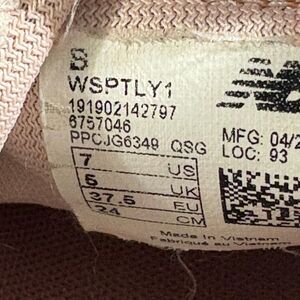 S
WSPTLY1
191902142797
6757046
PPCJG6349 QSG
MFG: 04/2
LOC: 93
7 US
5 UK
37.5 EU
24 CM
Made in Vietnam
Fabriqué au Vietnam